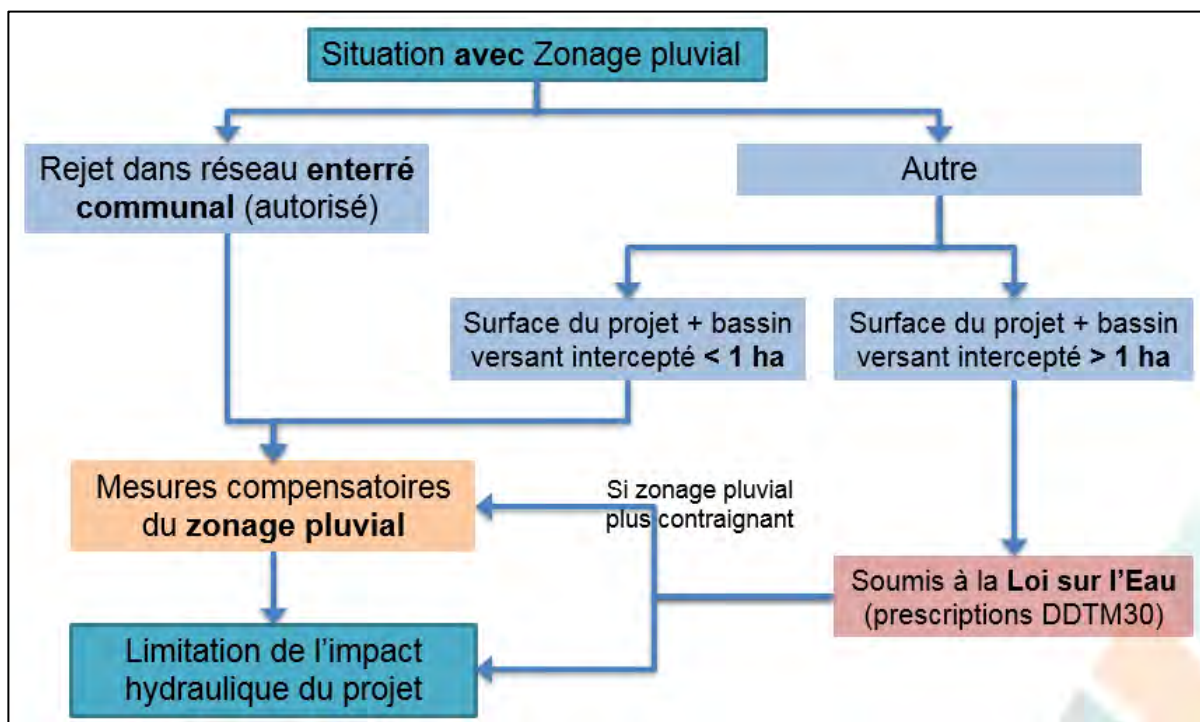 Situation avec Zonage pluvial
Rejet dans réseau enterré
communal (autorisé)
Autre
Surface du projet + bassin
versant intercepté < 1 ha
Surface du projet + bassin
versant intercepté > 1 ha
Mesures compensatoires
du zonage pluvial
Si zonage pluvial
plus contraignant
Soumis à la Loi sur l’Eau
(prescriptions DDTM30)
Limitation de l’impact
hydraulique du projet